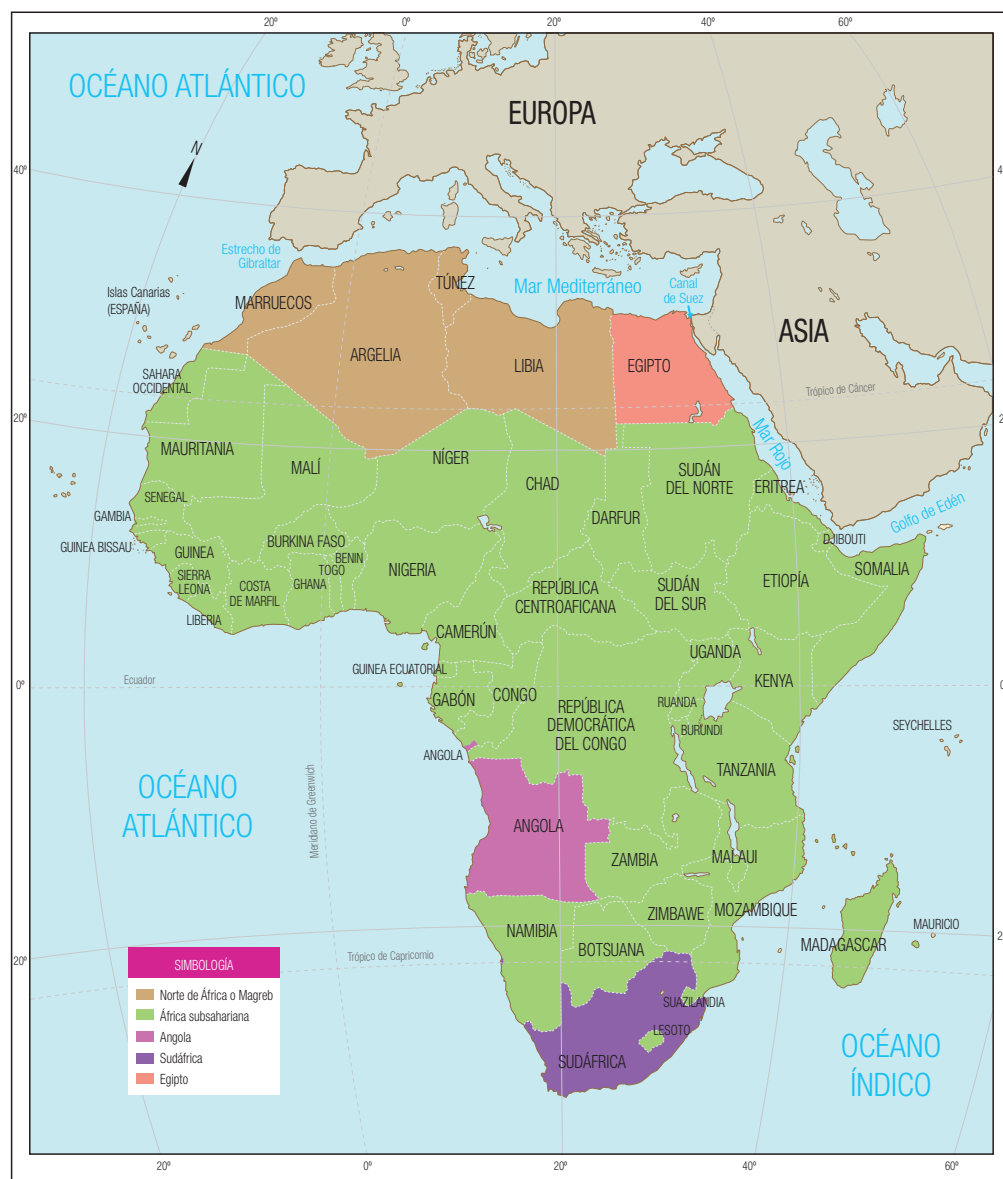 20º
0º
20º
40º
60º
OCÉANO ATLÁNTICO
EUROPA
N
40º
4
Estrecho de
Gibraltar
Islas Canarias
(ESPAÑA)
MARRUECOS
TÚNEZ
Mar Mediterráneo
Canal
de Suez
ASIA
ARGELIA
LIBIA
EGIPTO
SAHARA
OCCIDENTAL
Trópico de Cáncer
20º
2
MAURITANIA
MALÍ
NÍGER
CHAD
SUDÁN
DEL NORTE
Mar Rojo
ERITREA
SENEGAL
GAMBIA
DARFUR
Golfo de Edén
GUINEA BISSAU
GUINEA
BURKINA FASO
BENIN
TOGO
GHANA
NIGERIA
DJIBOUTI
SOMALIA
ETIOPÍA
SIERRA
LEONA
COSTA
DE MARFIL
REPÚBLICA
CENTROAFICANA
SUDÁN
DEL SUR
LIBERIA
CAMERÚN
UGANDA
GUINEA ECUATORIAL
KENYA
0º
Ecuador
0
GABÓN
CONGO
REPÚBLICA
DEMOCRÁTICA
DEL CONGO
RUANDA
BURUNDI
SEYCHELLES
ANGOLA
TANZANIA
Meridano de Greenwich
OCÉANO
ATLÁNTICO
ANGOLA
ZAMBIA
MALAUI
ZIMBAWE
MOZAMBIQUE
NAMIBIA
BOTSUANA
MADAGASCAR
MAURICIO
20º
2
Trópico de Capricornio
SUAZILANDIA
LESOTO
SUDÁFRICA
OCÉANO
ÍNDICO
SIMBOLOGÍA
Norte de África o Magreb
África subsahariana
Angola
Sudáfrica
Egipto
20º
0º
20º
40º
60º